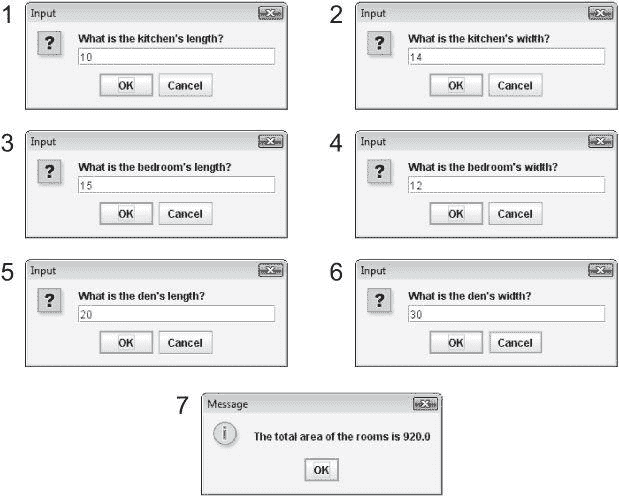 1
Input
What is the kitchen's length?
10
OK Cancel
2
Input
What is the kitchen's width?
14
OK Cancel
3
Input
What is the bedroom's length?
15
OK Cancel
4
Input
What is the bedroom's width?
12
OK Cancel
5
Input
What is the den's length?
20
OK Cancel
6
Input
What is the den's width?
30
OK Cancel
7
Message
The total area of the rooms is 920.0
OK